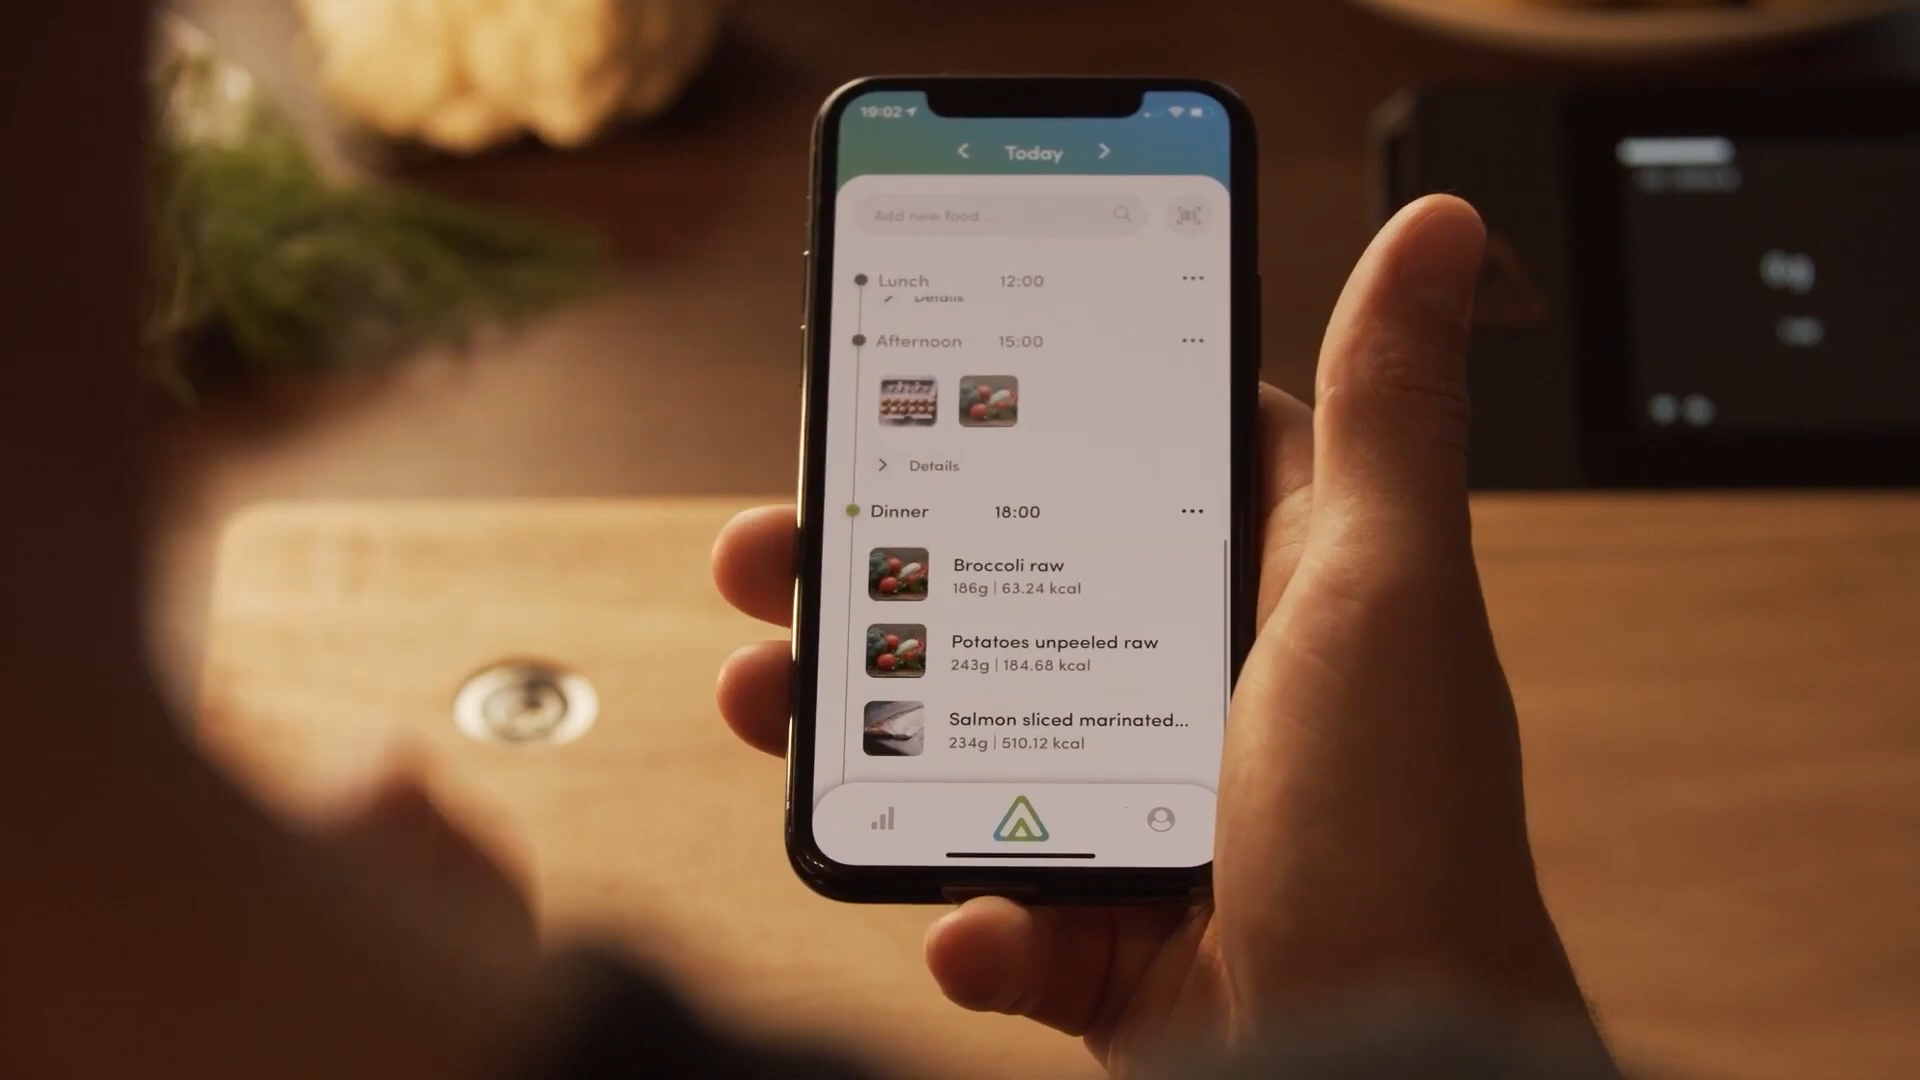 19:02
Today
Add new food ...
Lunch 12:00
Details
Afternoon 15:00
Details
Dinner 18:00
Broccoli raw
186g | 63.24 kcal
Potatoes unpeeled raw
243g | 184.68 kcal
Salmon sliced marinated...
234g | 510.12 kcal